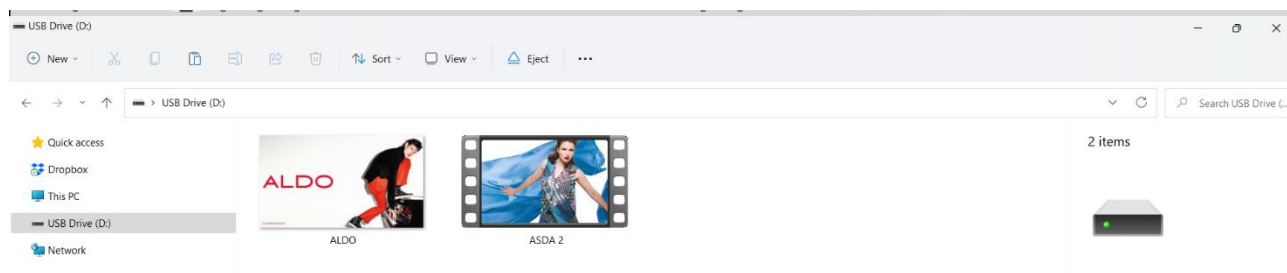 USB Drive (D:)
New
Sort
View
Eject
USB Drive (D:)
Search USB Drive (...
Quick access
Dropbox
This PC
USB Drive (D:)
Network
ALDO
ALDO
ASDA 2
2 items